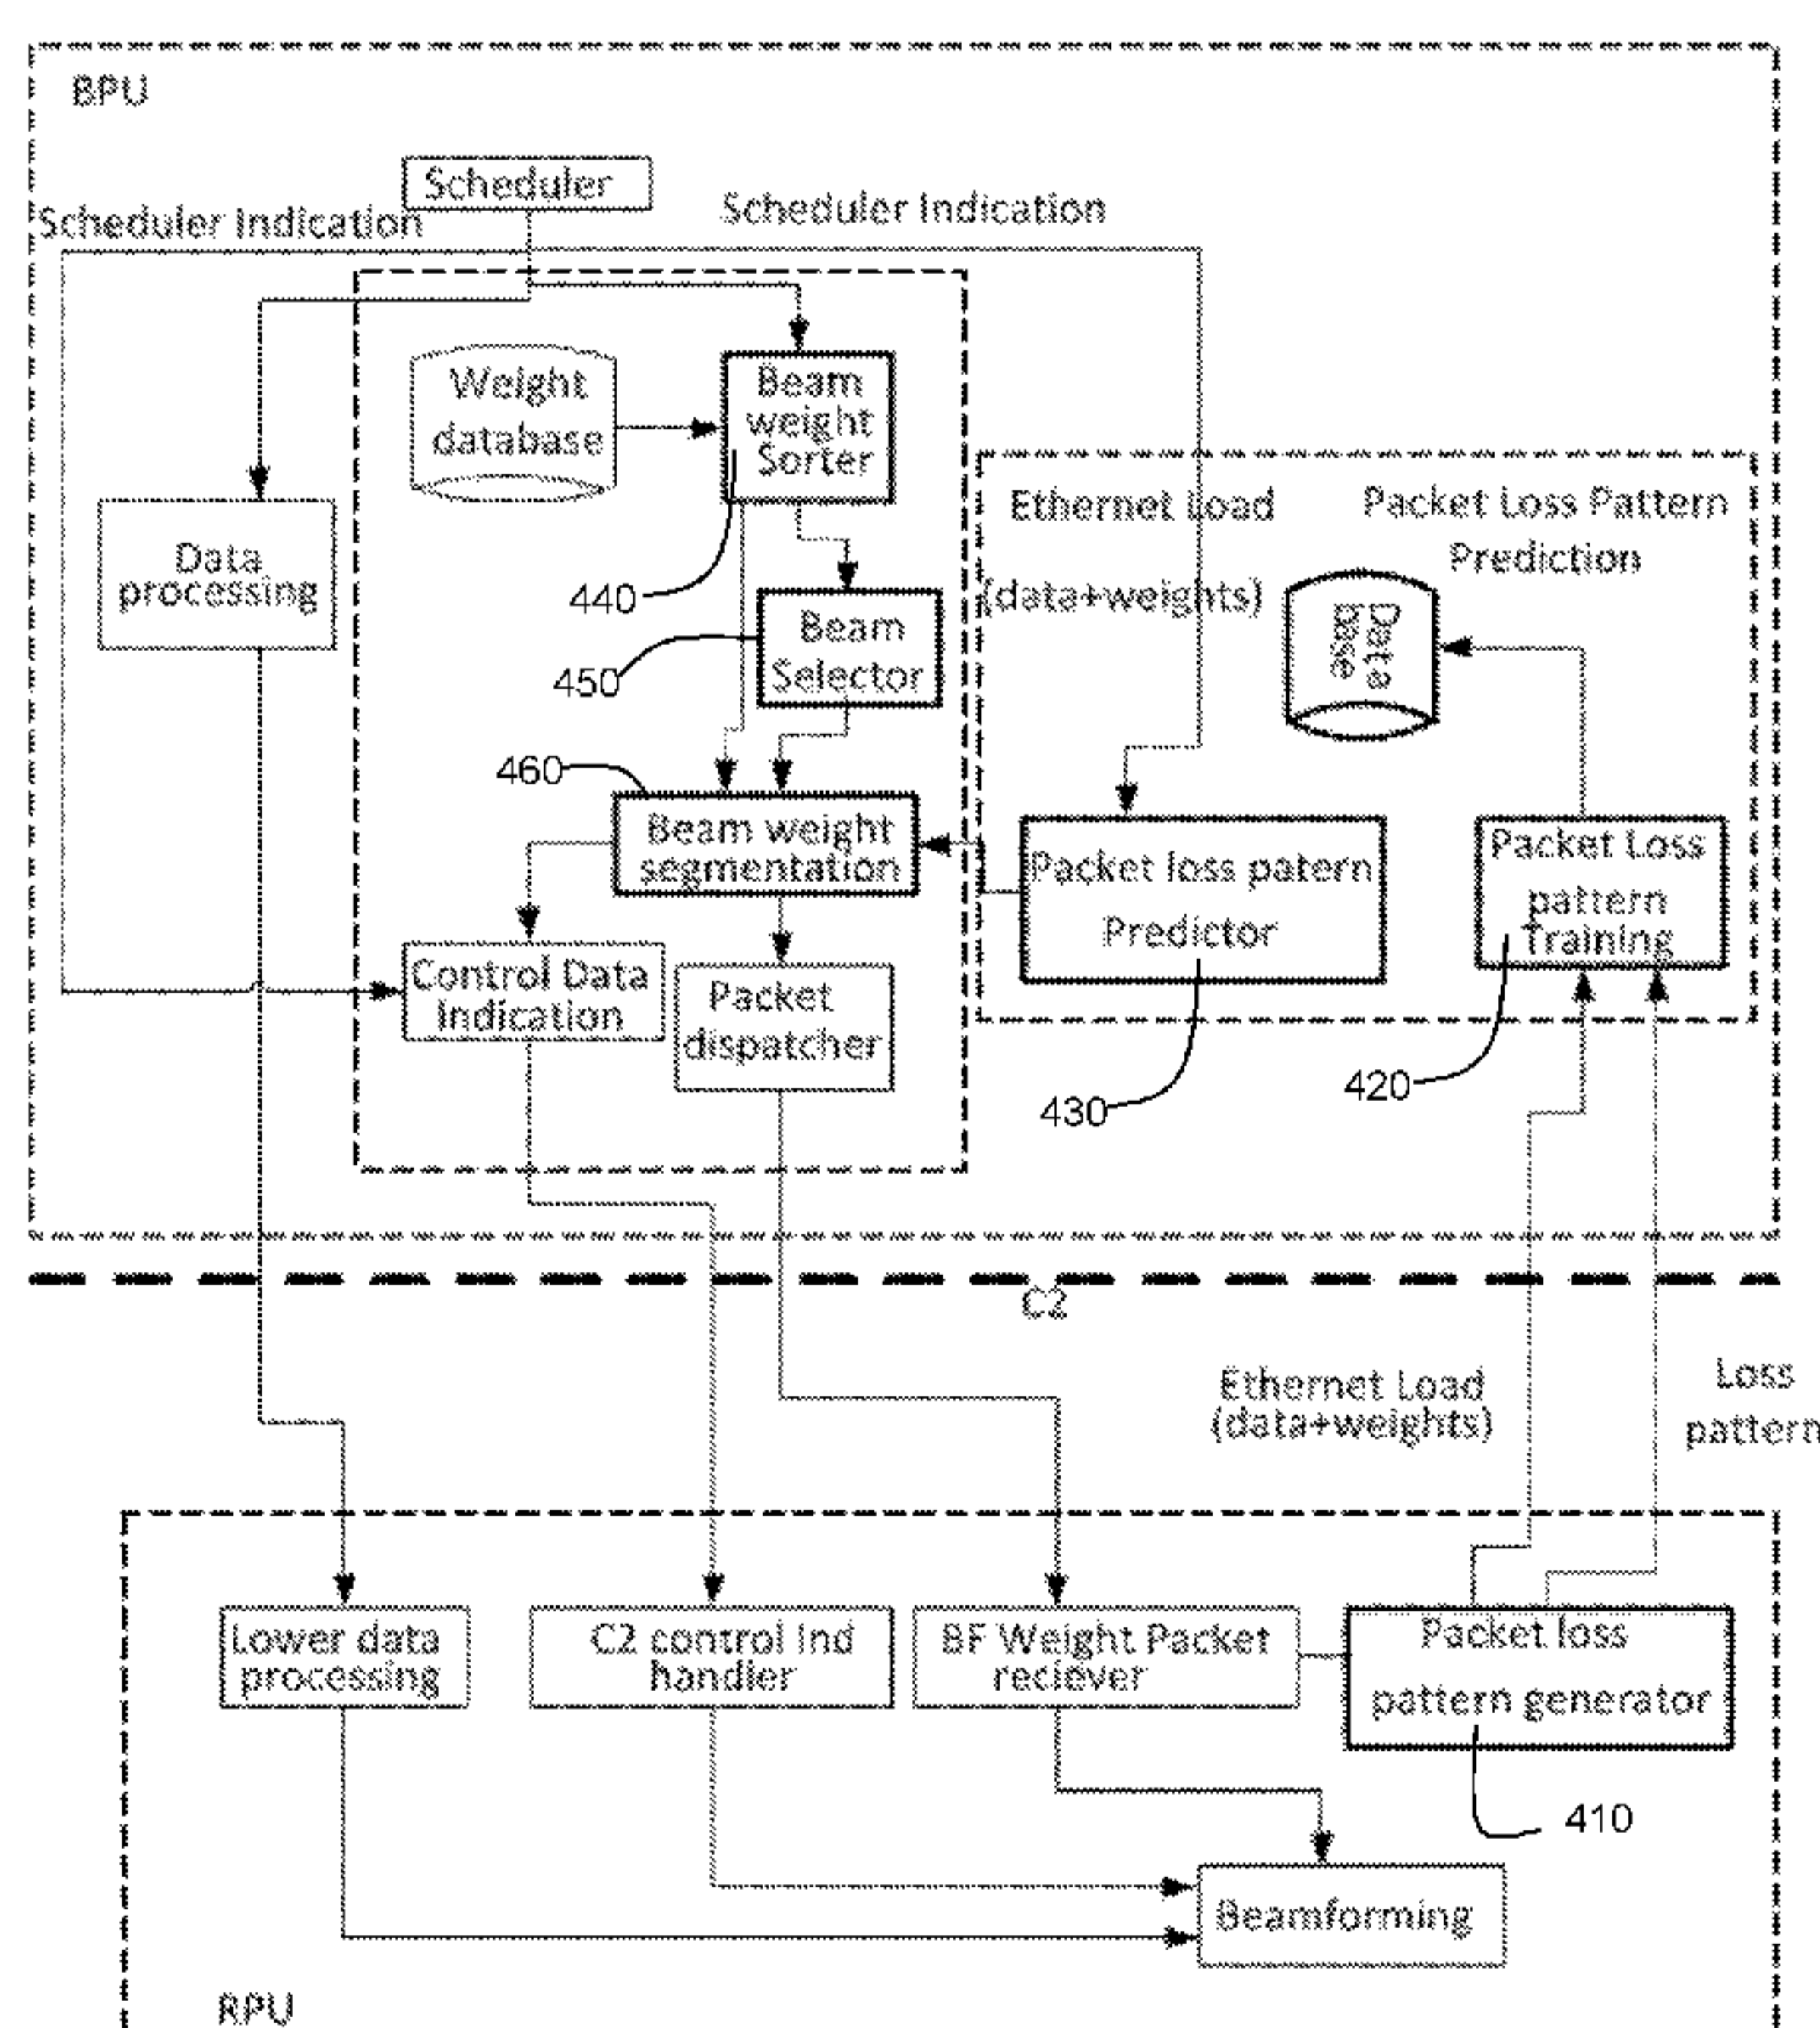 BPU
Scheduler
Scheduler Indication
Scheduler Indication
Weight
database
Beam
weight
Sorter
Ethernet Load
(data+weights)
Packet Loss Pattern
Prediction
Data
processing
440
Beam
Selector
450
Data
Base
460
Beam weight
segmentation
Packet loss patern
Predictor
Packet Loss
pattern
Training
Control Data
Indication
Packet
dispatcher
430
420
C2
Ethernet Load
(data+weights)
Loss
pattern
Lower data
processing
C2 control Ind
handler
BF Weight Packet
reciever
Packet loss
pattern generator
410
Beamforming
RPU